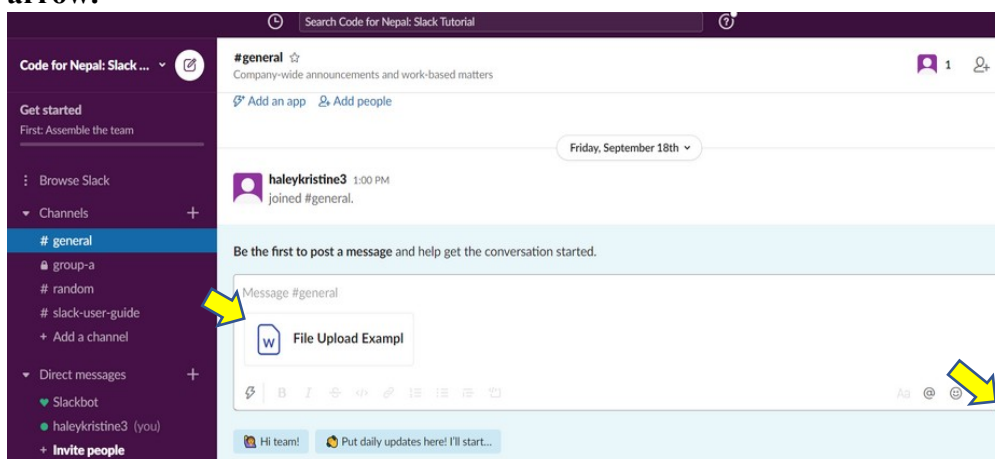 arrow.
Search Code for Nepal: Slack Tutorial
Code for Nepal: Slack ...
Get started
First: Assemble the team
Browse Slack
Channels
# general
group-a
# random
# slack-user-guide
+ Add a channel
Direct messages
Slackbot
haleykristine3 (you)
+ Invite people
#general
Company-wide announcements and work-based matters
1
Add an app Add people
Friday, September 18th
haleykristine3 1:00 PM
joined #general.
Be the first to post a message and help get the conversation started.
Message #general
W File Upload Exampl
B I S </>
Aa @
Hi team! Put daily updates here! I'll start...